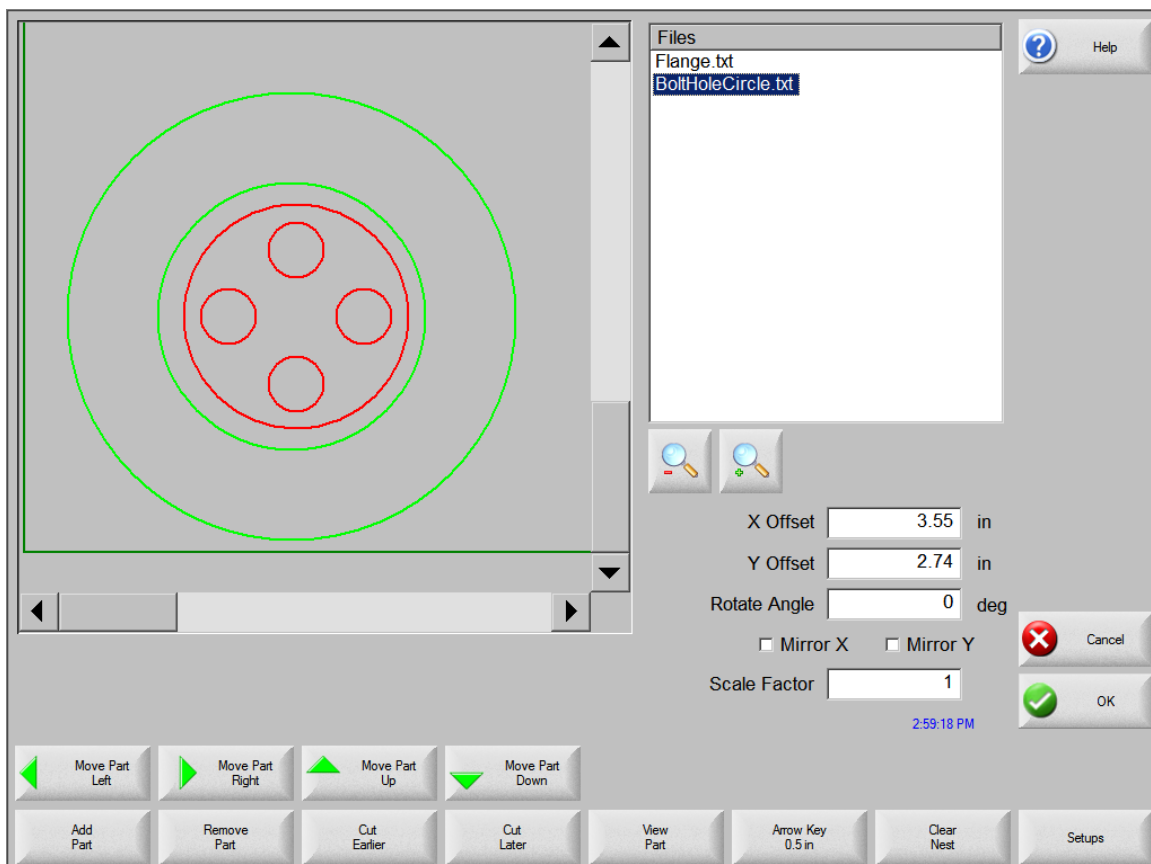 Files
Flange.txt
BoltHoleCircle.txt
Help
X Offset 3.55 in
Y Offset 2.74 in
Rotate Angle 0 deg
Mirror X Mirror Y
Scale Factor 1
Cancel
OK
2:59:18 PM
Move Part
Left
Move Part
Right
Move Part
Up
Move Part
Down
Add
Part
Remove
Part
Cut
Earlier
Cut
Later
View
Part
Arrow Key
0.5 in
Clear
Nest
Setups